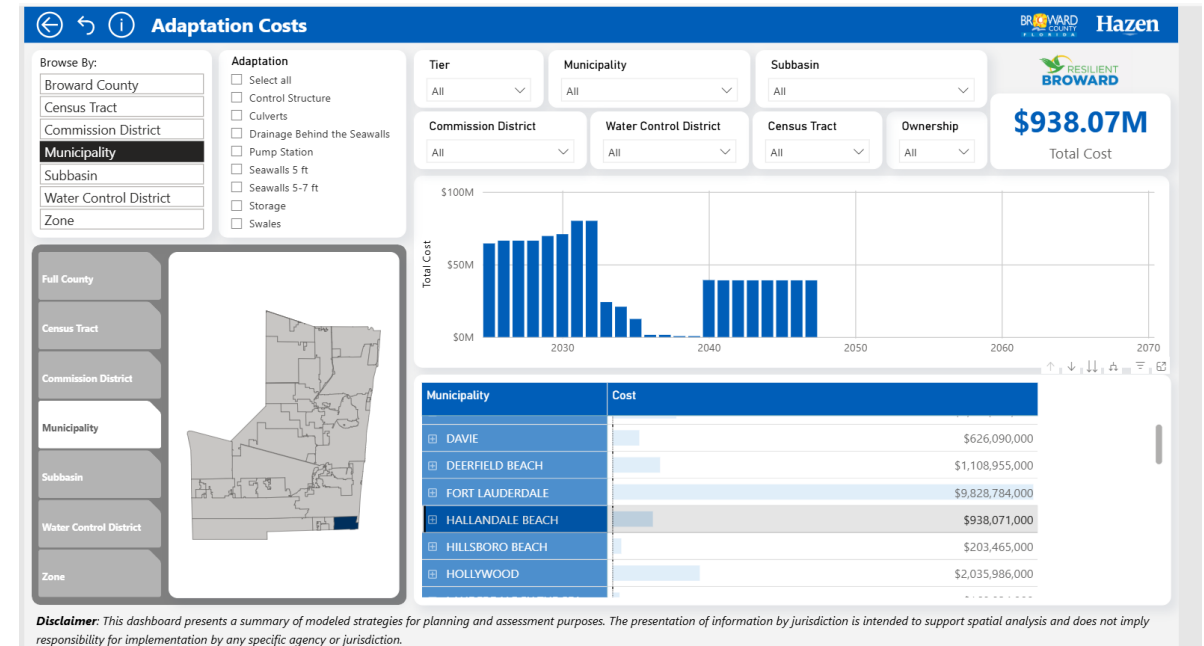 Adaptation Costs
BROWARD
COUNTY
FLORIDA
Hazen
Browse By:
Broward County
Census Tract
Commission District
Municipality
Subbasin
Water Control District
Zone
Adaptation
Select all
Control Structure
Culverts
Drainage Behind the Seawalls
Pump Station
Seawalls 5 ft
Seawalls 5-7 ft
Storage
Swales
Tier
All
Municipality
All
Subbasin
All
Commission District
All
Water Control District
All
Census Tract
All
Ownership
All
RESILIENT
BROWARD
$938.07M
Total Cost
Full County
Census Tract
Commission District
Municipality
Subbasin
Water Control District
Zone
Total Cost
$100M
$50M
$0M
2030 2040 2050 2060 2070
Municipality Cost
DAVIE $626,090,000
DEERFIELD BEACH $1,108,955,000
FORT LAUDERDALE $9,828,784,000
HALLANDALE BEACH $938,071,000
HILLSBORO BEACH $203,465,000
HOLLYWOOD $2,035,986,000
Disclaimer: This dashboard presents a summary of modeled strategies for planning and assessment purposes. The presentation of information by jurisdiction is intended to support spatial analysis and does not imply
responsibility for implementation by any specific agency or jurisdiction.